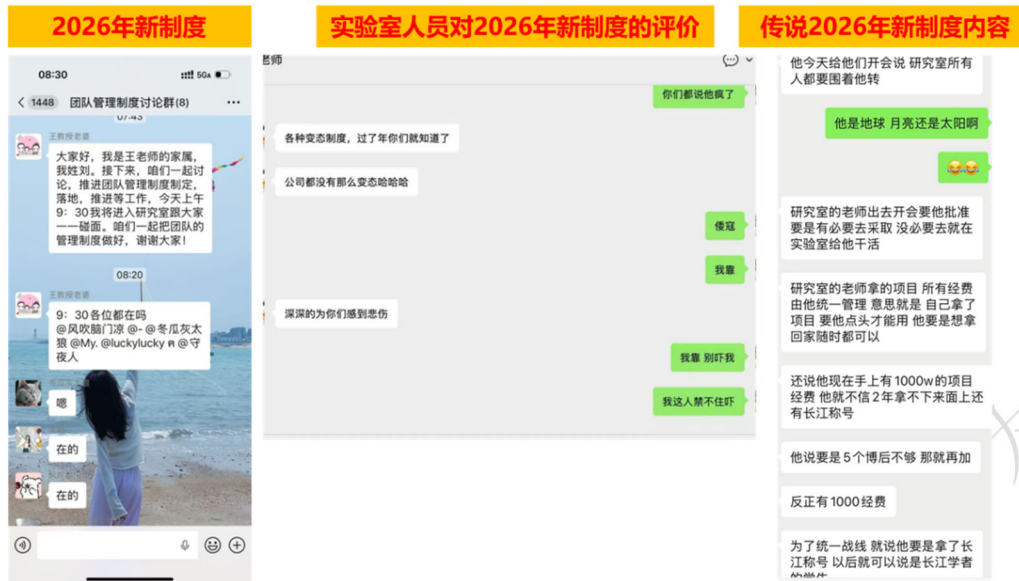 2026年新制度
08:30
5GA
1448
团队管理制度讨论群(8)
07:43
王教授老婆
大家好，我是王老师的家属，
我姓刘。接下来，咱们一起讨
论，推进团队管理制度制定，
落地，推进等工作，今天上午
9：30我将进入研究室跟大家
一一碰面。咱们一起把团队的
管理制度做好，谢谢大家！
08:20
王教授老婆
9：30各位都在吗
@风吹脑门凉 @- @冬瓜灰太
狼 @My. @luckylucky ฅ @守
夜人
嗯
在的
在的
实验室人员对2026年新制度的评价
老师
你们都说他疯了
各种变态制度，过了年你们就知道了
公司都没有那么变态哈哈哈
倭寇
我靠
深深的为你们感到悲伤
我靠 别吓我
我这人禁不住吓
传说2026年新制度内容
他今天给他们开会说 研究室所有
人都要围着他转
他是地球 月亮还是太阳啊
研究室的老师出去开会要他批准
要是有必要去采取 没必要去就在
实验室给他干活
研究室的老师拿的项目 所有经费
由他统一管理 意思就是 自己拿了
项目 要他点头才能用 他要是想拿
回家随时都可以
还说他现在手上有1000w的项目
经费 他就不信2年拿不下来面上还
有长江称号
他说要是5个博后不够 那就再加
反正有1000经费
为了统一战线 就说他要是拿了长
江称号 以后就可以说是长江学者
的学生